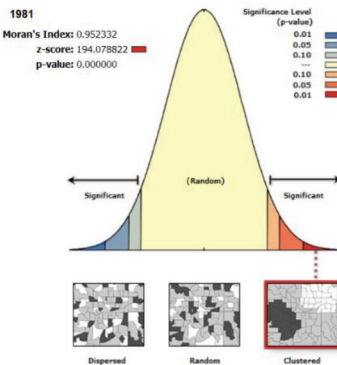 1981
Moran's Index: 0.952332
z-score: 194.078822
p-value: 0.000000
Significance Level
(p-value)
0.01
0.05
0.10
---
0.10
0.05
0.01
Significant
(Random)
Significant
Dispersed
Random
Clustered